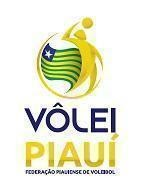 VÔLEI
PIAUÍ
FEDERAÇÃO PIAUIENSE DE VOLEIBOL